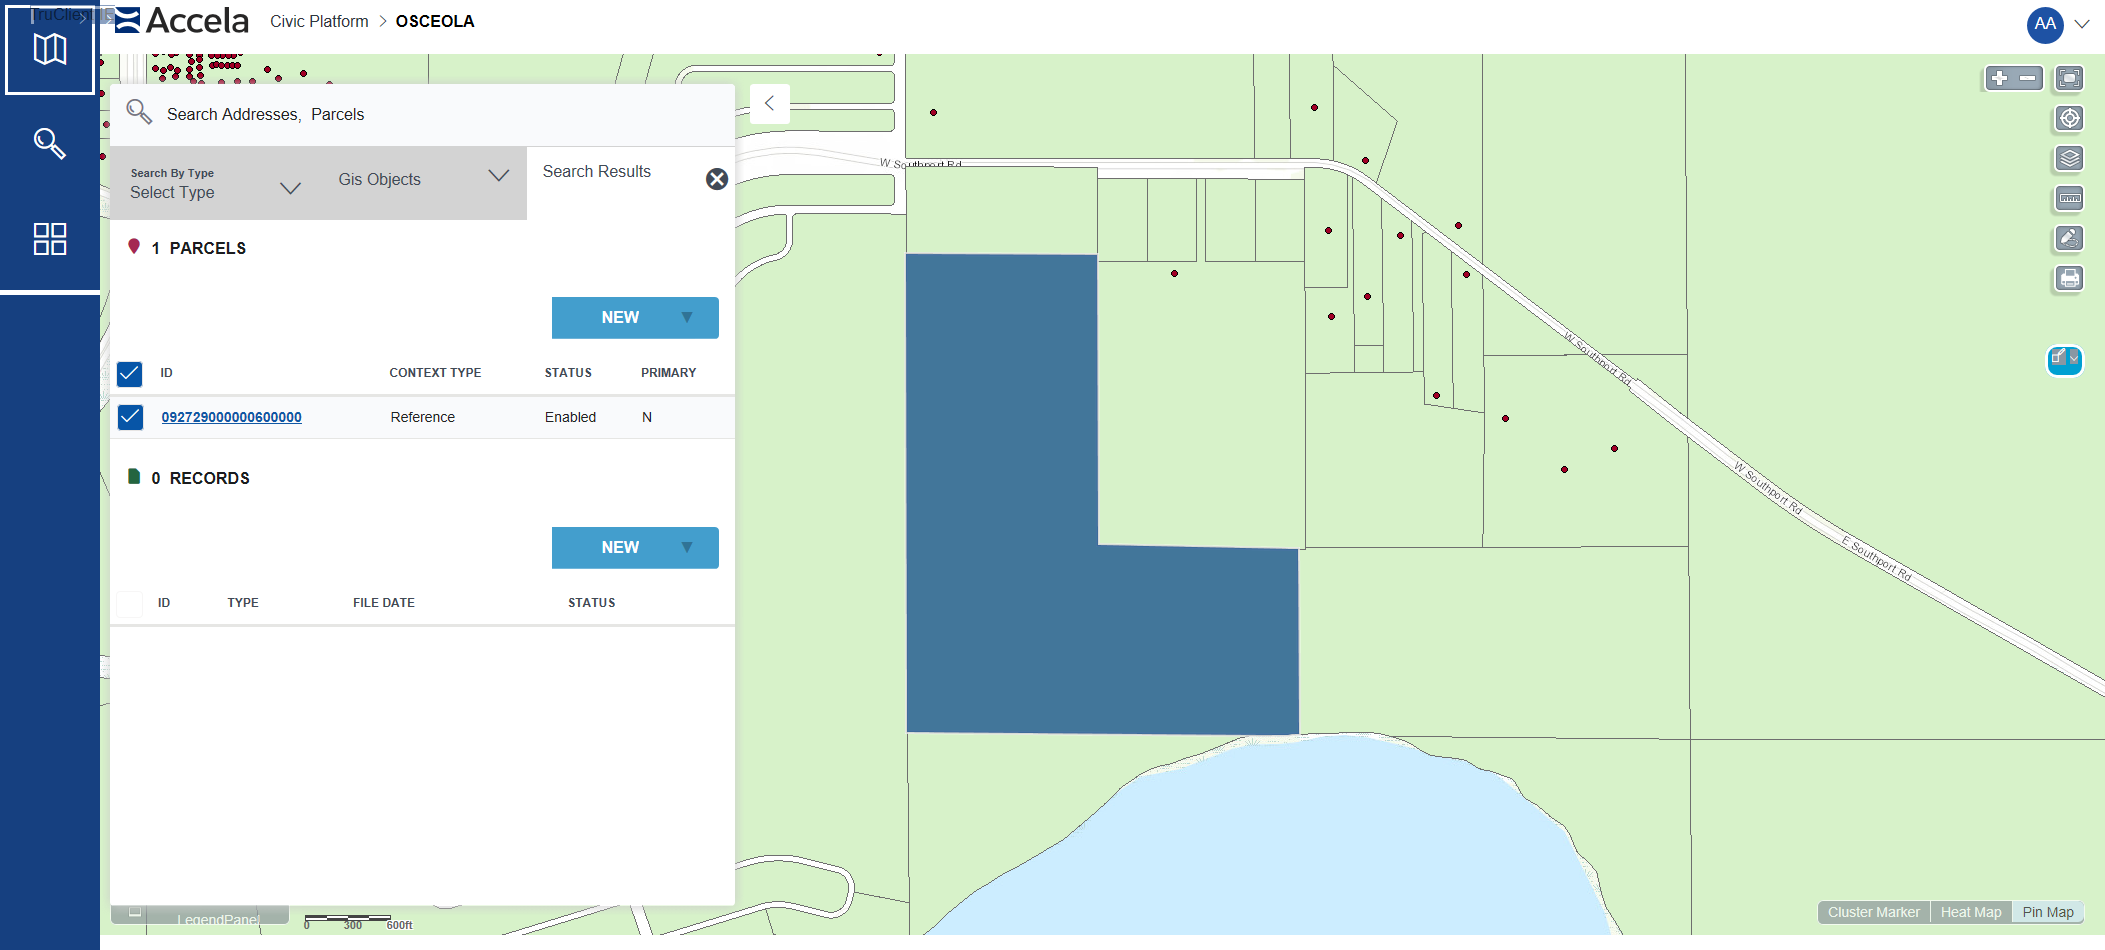 TruClient
Accela
Civic Platform > OSCEOLA
AA
Search Addresses, Parcels
Search By Type
Select Type
Gis Objects
Search Results
1 PARCELS
NEW
ID CONTEXT TYPE STATUS PRIMARY
092729000000600000 Reference Enabled N
0 RECORDS
NEW
ID TYPE FILE DATE STATUS
LegendPanel
0 300 600ft
W Southport Rd
W Southport Rd
W Southport Rd
E Southport Rd
Cluster Marker Heat Map Pin Map